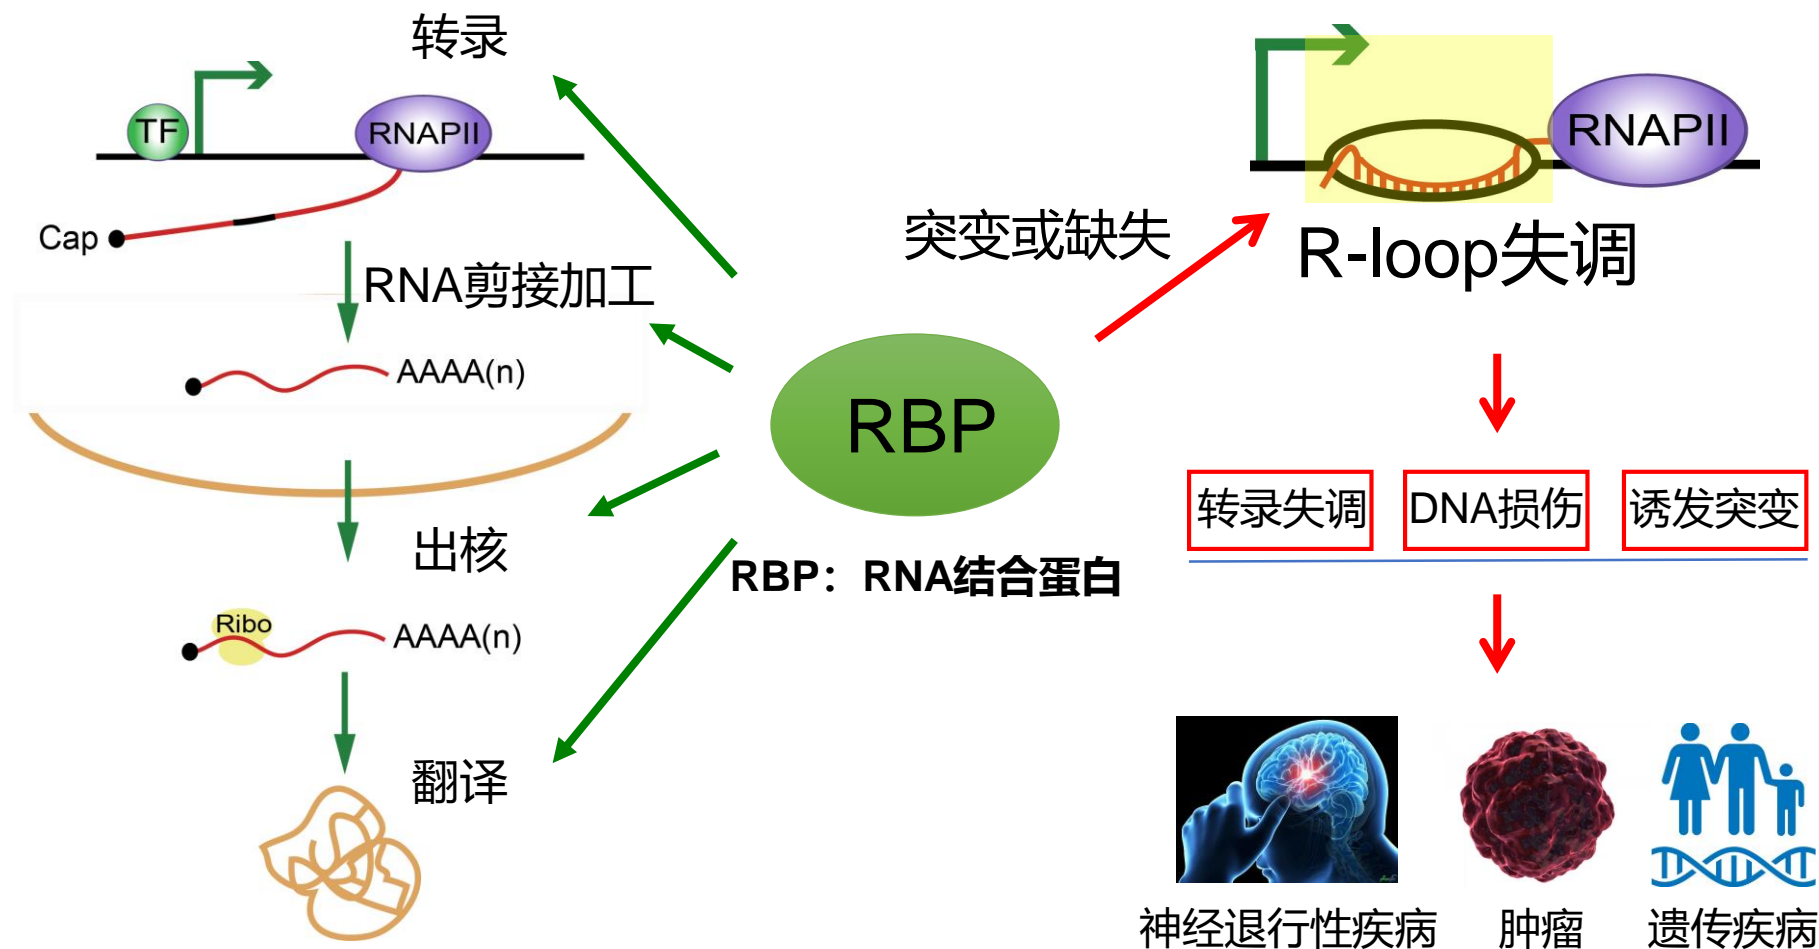 转录
TF
RNAPII
Cap
RNA剪接加工
AAAA(n)
出核
Ribo
AAAA(n)
翻译
RBP
RBP：RNA结合蛋白
突变或缺失
RNAPII
R-loop失调
转录失调
DNA损伤
诱发突变
神经退行性疾病
肿瘤
遗传疾病